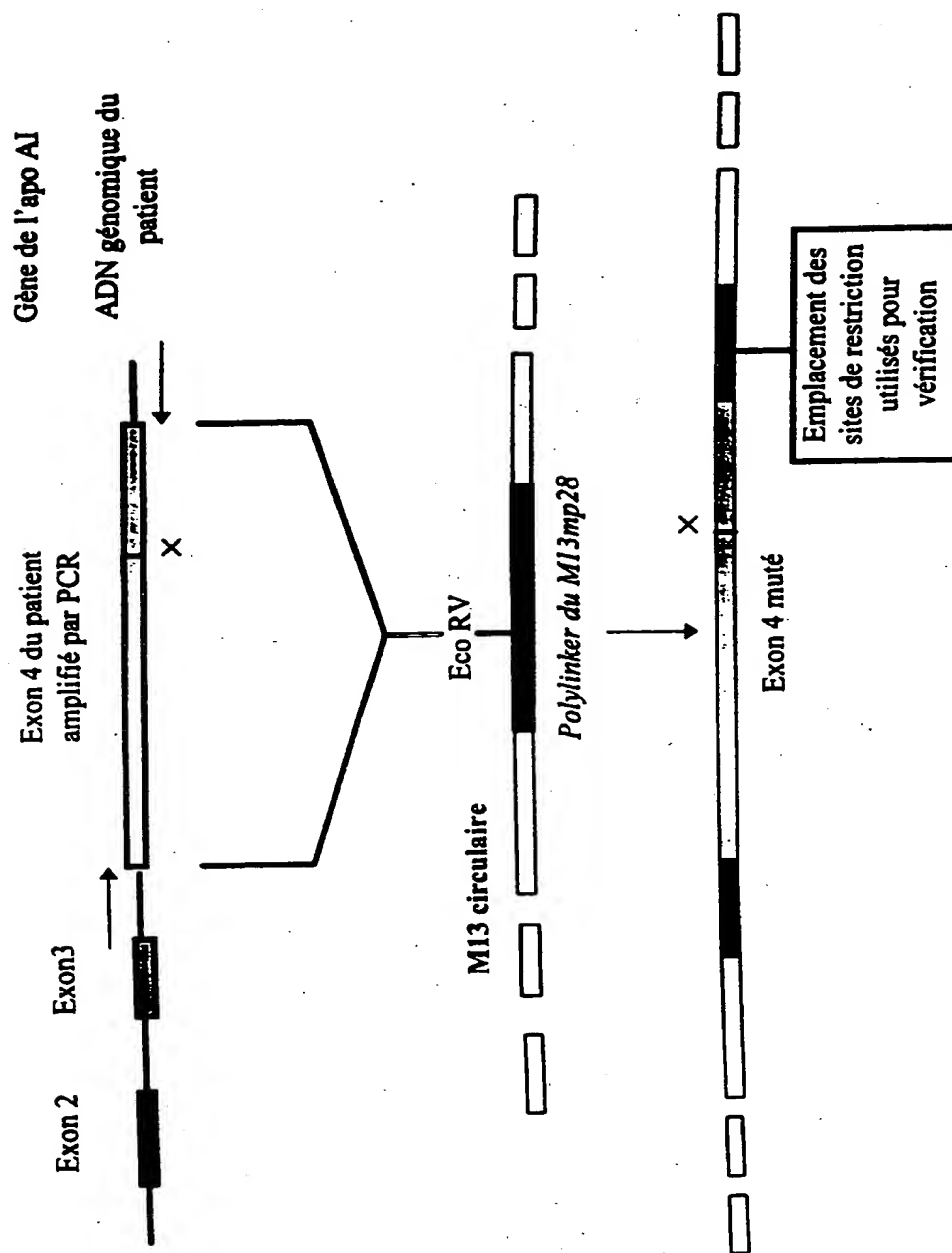 Gène de l'apo AI
ADN génomique du
patient
Exon 4 du patient
amplifié par PCR
Exon 2
Exon3
X
Eco RV
M13 circulaire
Polylinker du M13mp28
X
Exon 4 muté
Emplacement des
sites de restriction
utilisés pour
vérification